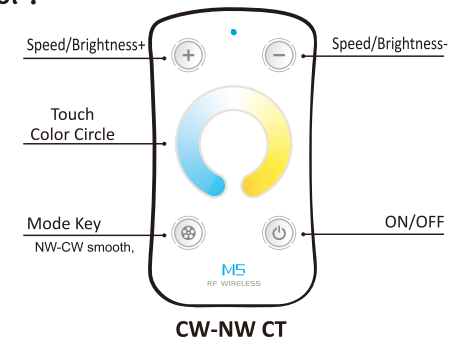 Speed/Brightness+
Speed/Brightness-
Touch
Color Circle
Mode Key
NW-CW smooth,
ON/OFF
M5
RF WIRELESS
CW-NW CT